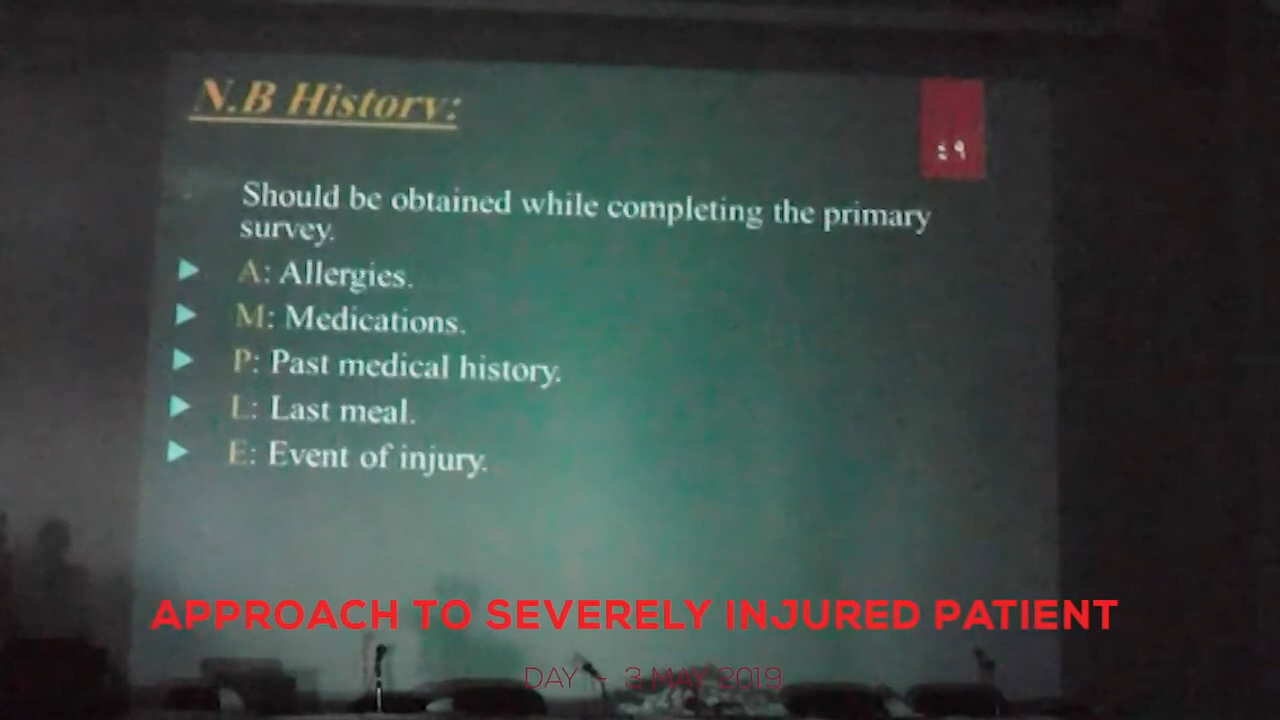 N.B History:
٤٩
Should be obtained while completing the primary
survey.
A: Allergies.
M: Medications.
P: Past medical history.
L: Last meal.
E: Event of injury.
APPROACH TO SEVERELY INJURED PATIENT
DAY - 3 MAY 2019